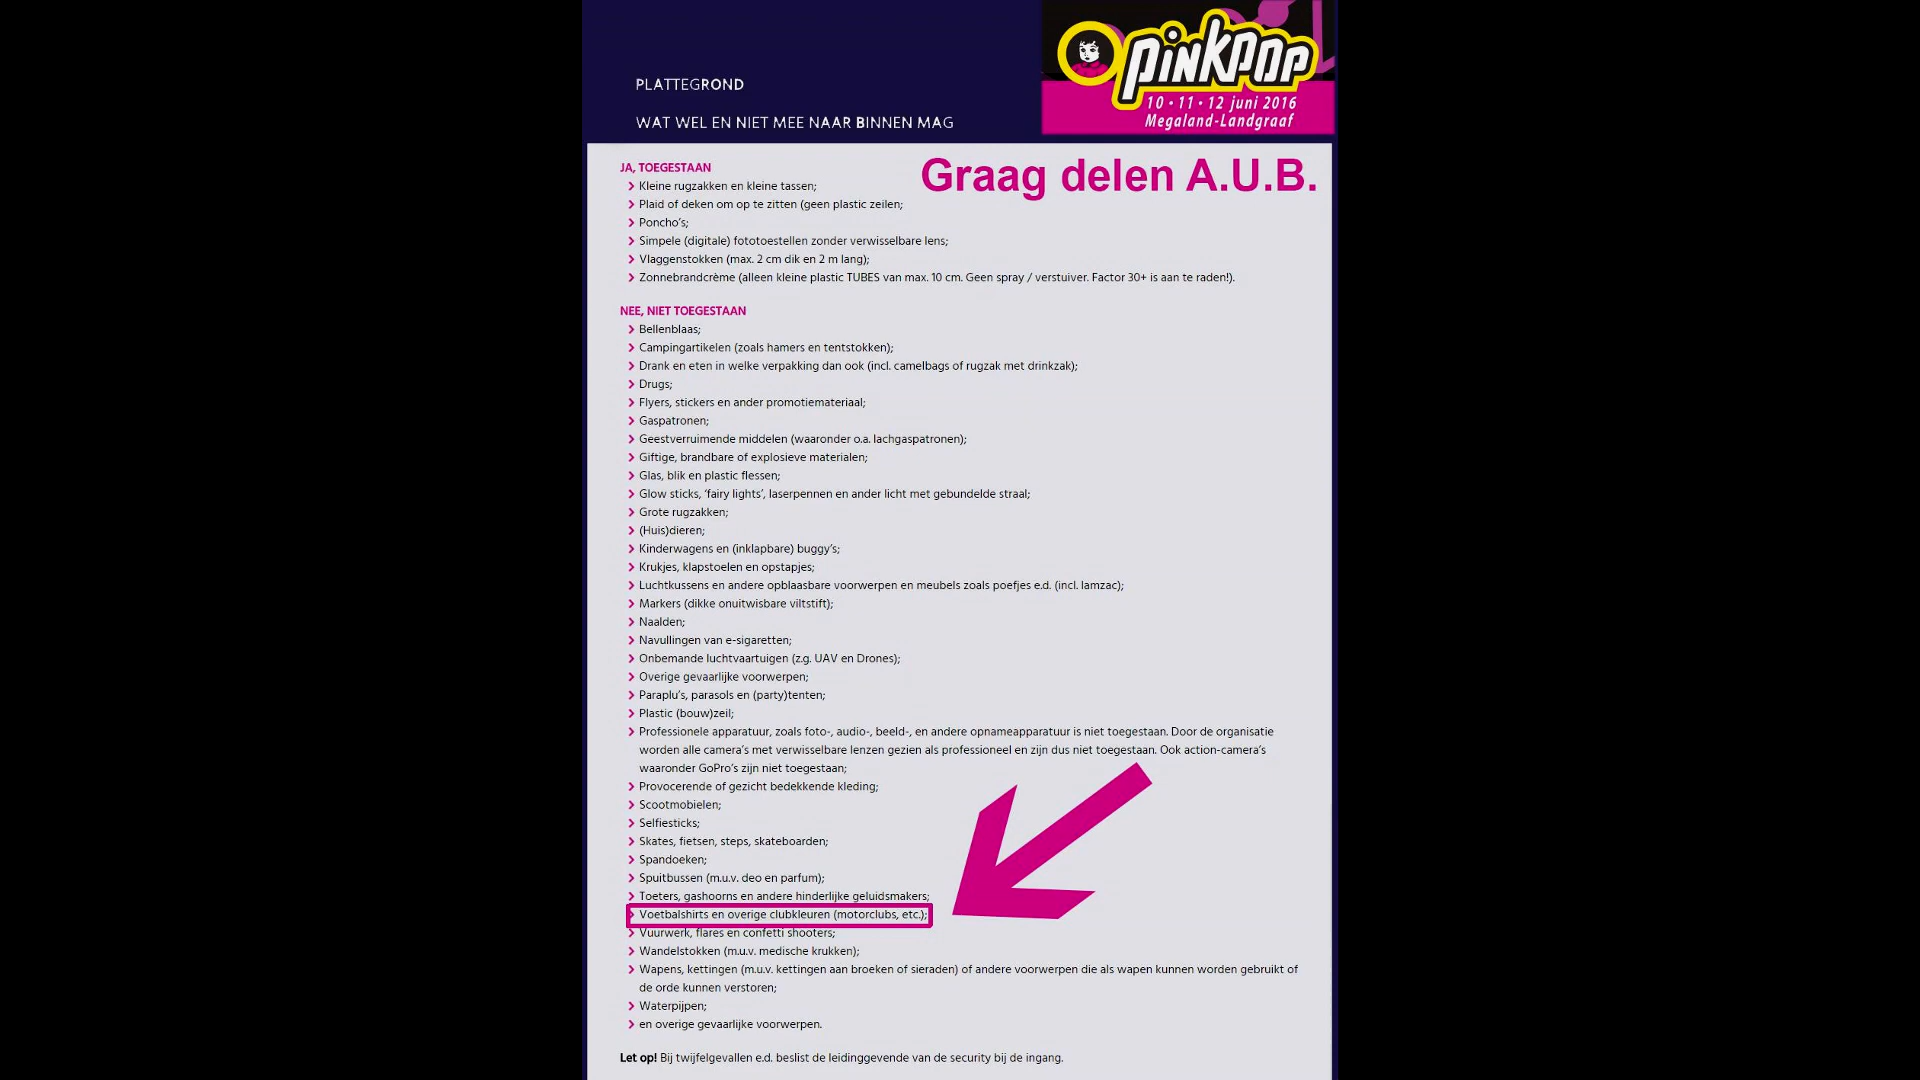 PLATTEGROND
WAT WEL EN NIET MEE NAAR BINNEN MAG
PINKPOP
10 • 11 • 12 juni 2016
Megaland-Landgraaf
Graag delen A.U.B.
JA, TOEGESTAAN
Kleine rugzakken en kleine tassen;
Plaid of deken om op te zitten (geen plastic zeilen;
Poncho's;
Simpele (digitale) fototoestellen zonder verwisselbare lens;
Vlaggenstokken (max. 2 cm dik en 2 m lang);
Zonnebrandcrème (alleen kleine plastic TUBES van max. 10 cm. Geen spray / verstuiver. Factor 30+ is aan te raden!).
NEE, NIET TOEGESTAAN
Bellenblaas;
Campingartikelen (zoals hamers en tentstokken);
Drank en eten in welke verpakking dan ook (incl. camelbags of rugzak met drinkzak);
Drugs;
Flyers, stickers en ander promotiemateriaal;
Gaspatronen;
Geestverruimende middelen (waaronder o.a. lachgaspatronen);
Giftige, brandbare of explosieve materialen;
Glas, blik en plastic flessen;
Glow sticks, 'fairy lights', laserpennen en ander licht met gebundelde straal;
Grote rugzakken;
(Huis)dieren;
Kinderwagens en (inklapbare) buggy's;
Krukjes, klapstoelen en opstapjes;
Luchtkussens en andere opblaasbare voorwerpen en meubels zoals poefjes e.d. (incl. lamzac);
Markers (dikke onuitwisbare viltstift);
Naalden;
Navullingen van e-sigaretten;
Onbemande luchtvaartuigen (z.g. UAV en Drones);
Overige gevaarlijke voorwerpen;
Paraplu's, parasols en (party)tenten;
Plastic (bouw)zeil;
Professionele apparatuur, zoals foto-, audio-, beeld-, en andere opnameapparatuur is niet toegestaan. Door de organisatie
worden alle camera's met verwisselbare lenzen gezien als professioneel en zijn dus niet toegestaan. Ook action-camera's
waaronder GoPro's zijn niet toegestaan;
Provocerende of gezicht bedekkende kleding;
Scootmobielen;
Selfiesticks;
Skates, fietsen, steps, skateboarden;
Spandoeken;
Spuitbussen (m.u.v. deo en parfum);
Toeters, gashoorns en andere hinderlijke geluidsmakers;
Voetbalshirts en overige clubkleuren (motorclubs, etc.);
Vuurwerk, flares en confetti shooters;
Wandelstokken (m.u.v. medische krukken);
Wapens, kettingen (m.u.v. kettingen aan broeken of sieraden) of andere voorwerpen die als wapen kunnen worden gebruikt of
de orde kunnen verstoren;
Waterpijpen;
en overige gevaarlijke voorwerpen.
Let op! Bij twijfelgevallen e.d. beslist de leidinggevende van de security bij de ingang.